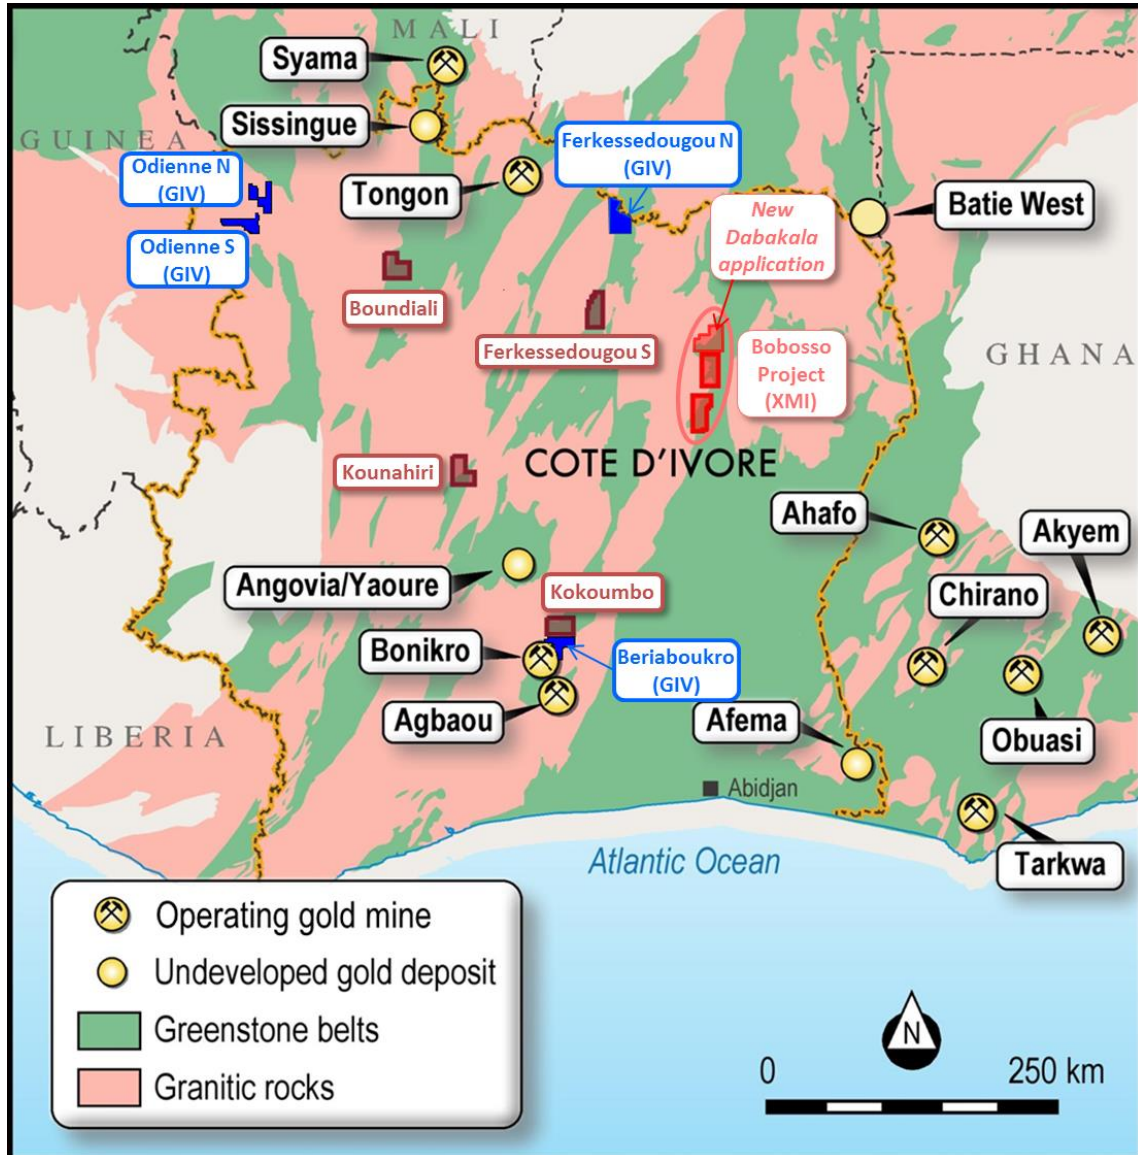 MALI
Syama
Sissingue
GUINEA
Odienne N
(GIV)
Odienne S
(GIV)
Tongon
Ferkessedougou N
(GIV)
New
Dabakala
application
Batie West
Boundiali
Ferkessedougou S
Bobosso
Project
(XMI)
GHANA
Kounahiri
COTE D'IVORE
Ahafo
Akyem
Angovia/Yaoure
Kokoumbo
Chirano
Bonikro
Beriaboukro
(GIV)
Agbaou
Afema
Obuasi
LIBERIA
Abidjan
Atlantic Ocean
Tarkwa
Operating gold mine
Undeveloped gold deposit
Greenstone belts
Granitic rocks
N
0 250 km